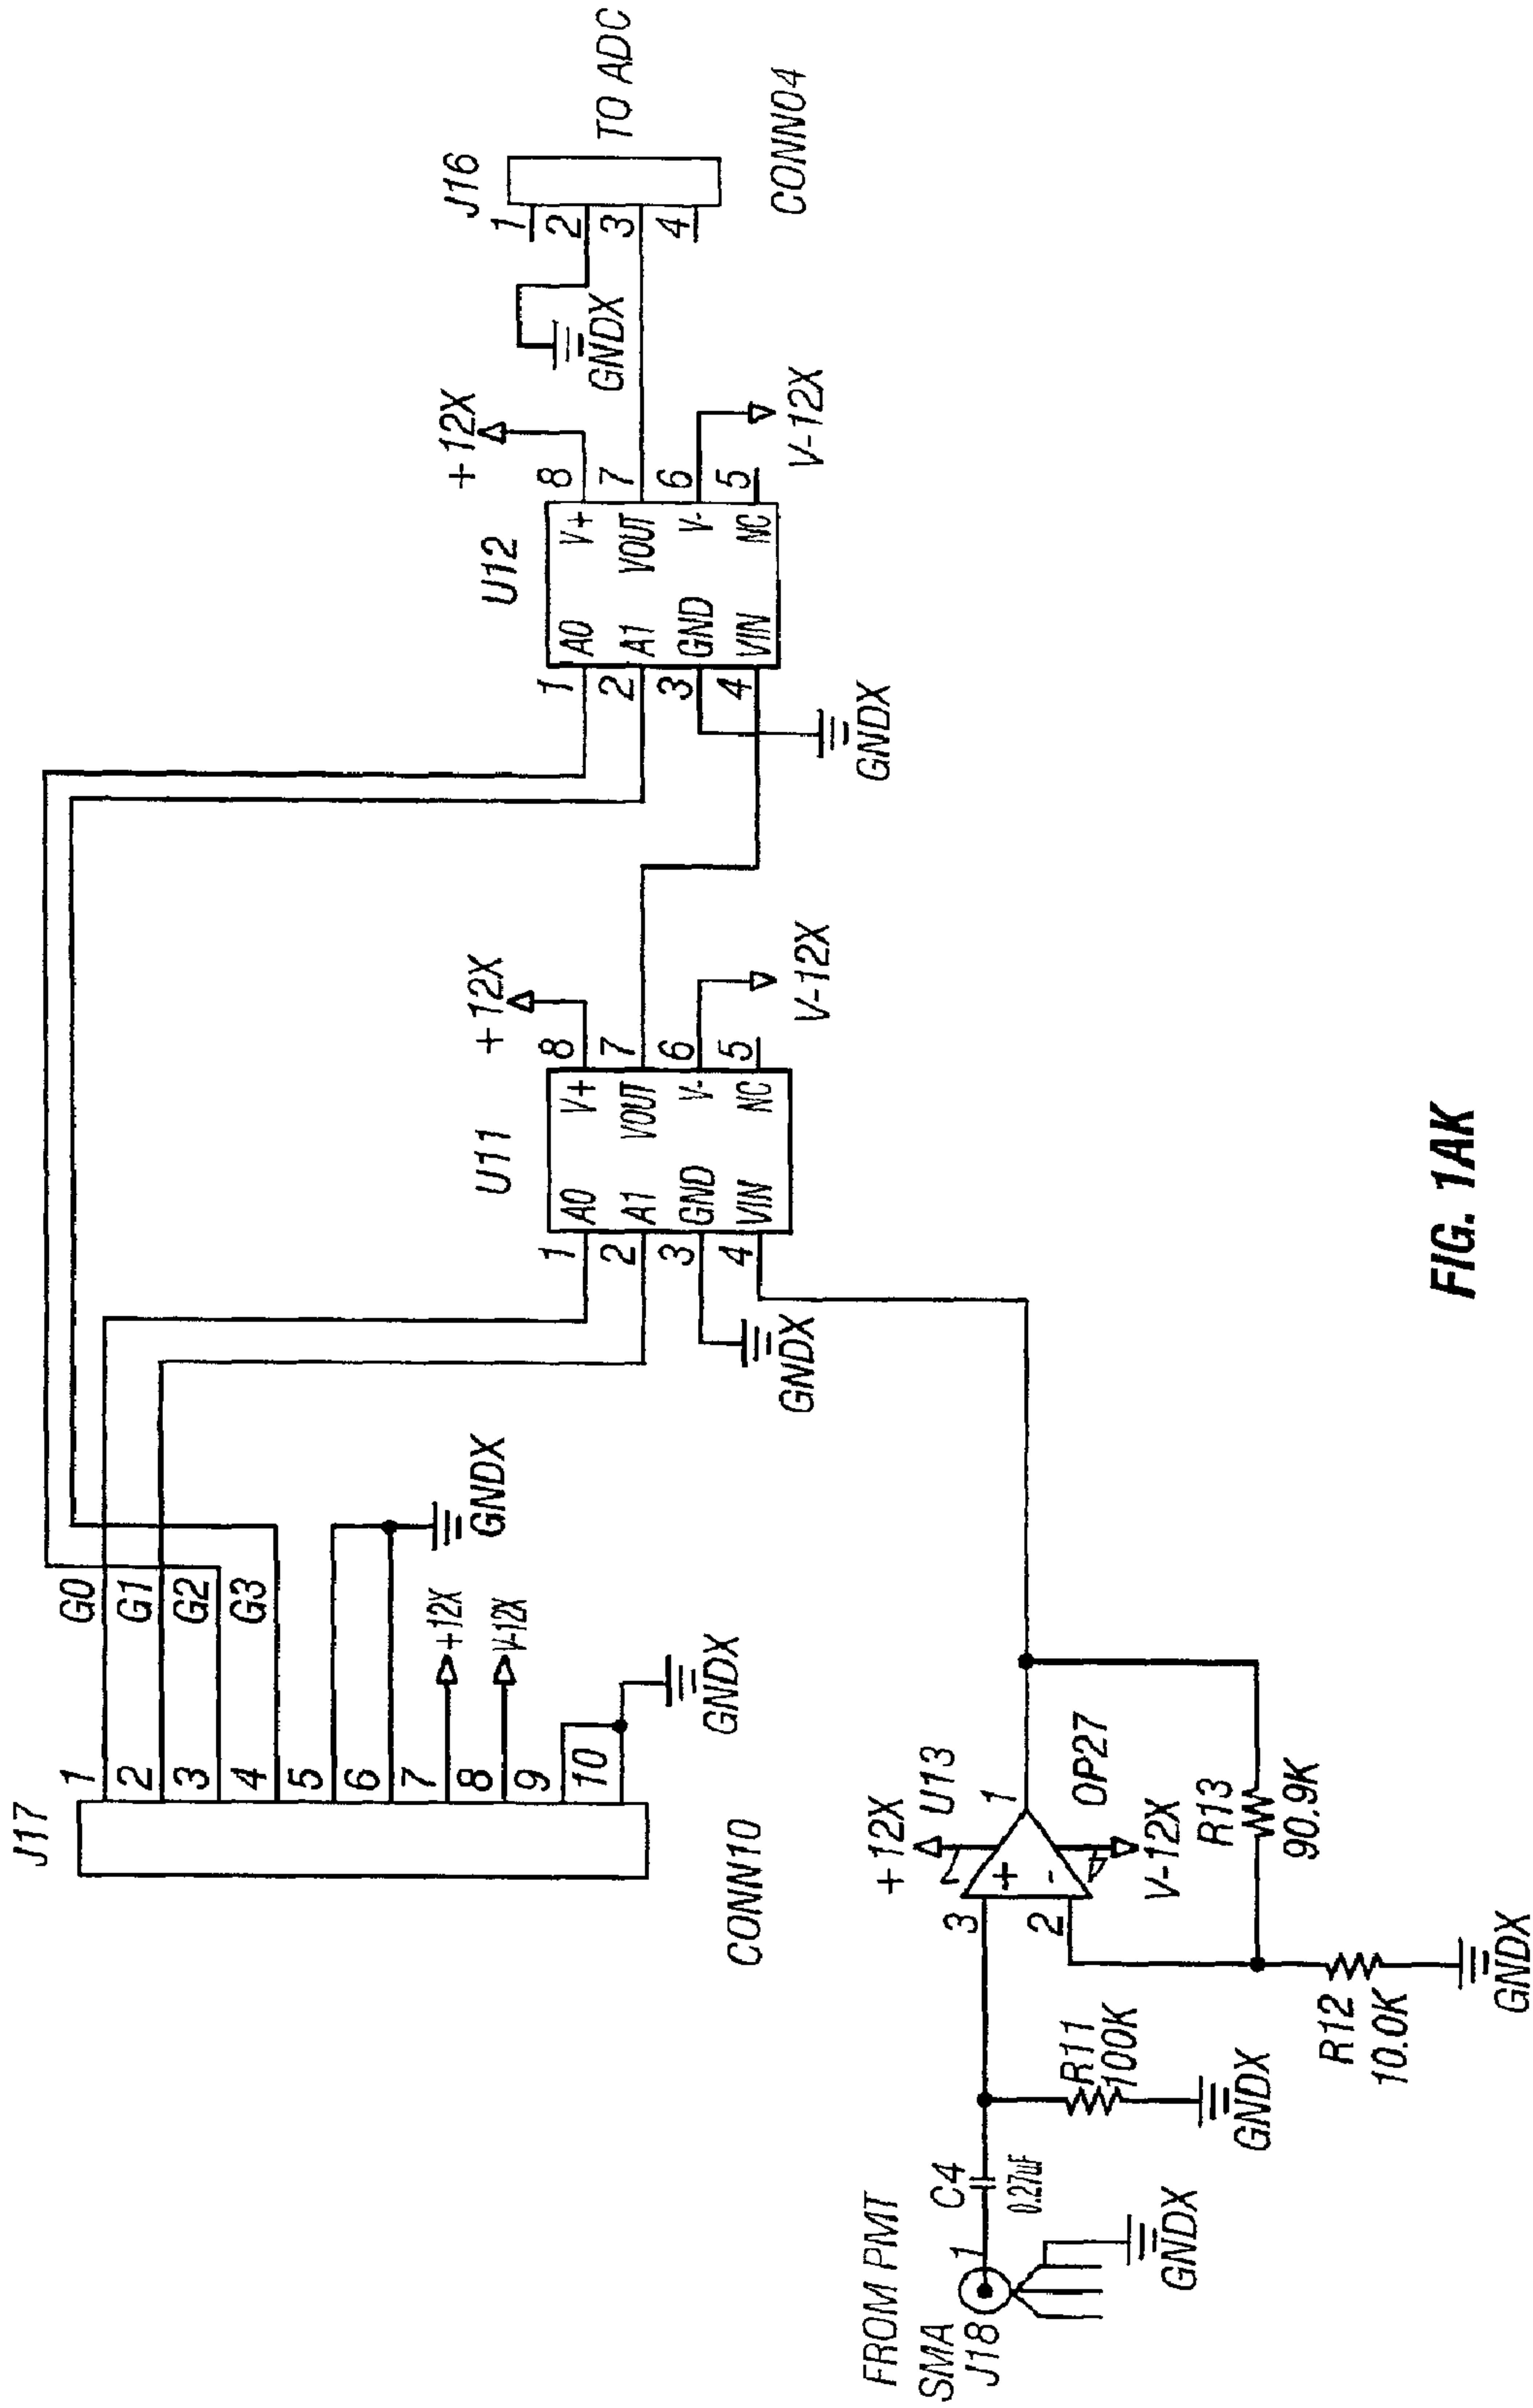 J17
1
2
3
4
5
6
7
8
9
10
G0
G1
G2
G3
GNDX
+12X
V-12X
GNDX
CONN10
U11
1
2
3
4
A0
A1
GND
VIN
V+
VOUT
V-
NC
8
7
6
5
+12X
V-12X
GNDX
U12
1
2
3
4
A0
A1
GND
VIN
V+
VOUT
V-
NC
8
7
6
5
+12X
V-12X
GNDX
J16
1
2
3
4
GNDX
TO ADC
CONN04
FROM PMT
SMA
J18
1
GNDX
C4
0.27uF
R11
100K
GNDX
3
2
+
-
+12X
U13
1
OP27
V-12X
R13
90.9K
R12
10.0K
GNDX
FIG. 1AK